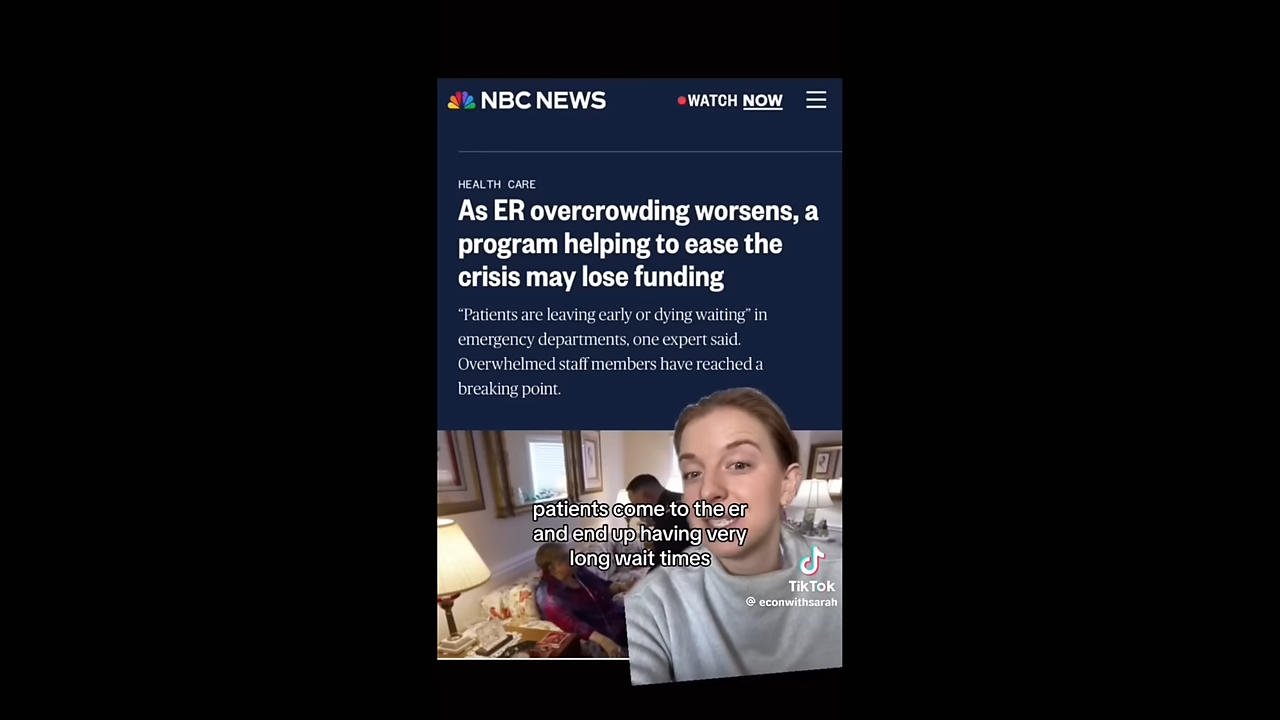 NBC NEWS
WATCH NOW
HEALTH CARE
As ER overcrowding worsens, a
program helping to ease the
crisis may lose funding
“Patients are leaving early or dying waiting” in
emergency departments, one expert said.
Overwhelmed staff members have reached a
breaking point.
patients come to the er
and end up having very
long wait times
TikTok
@ econwithsarah